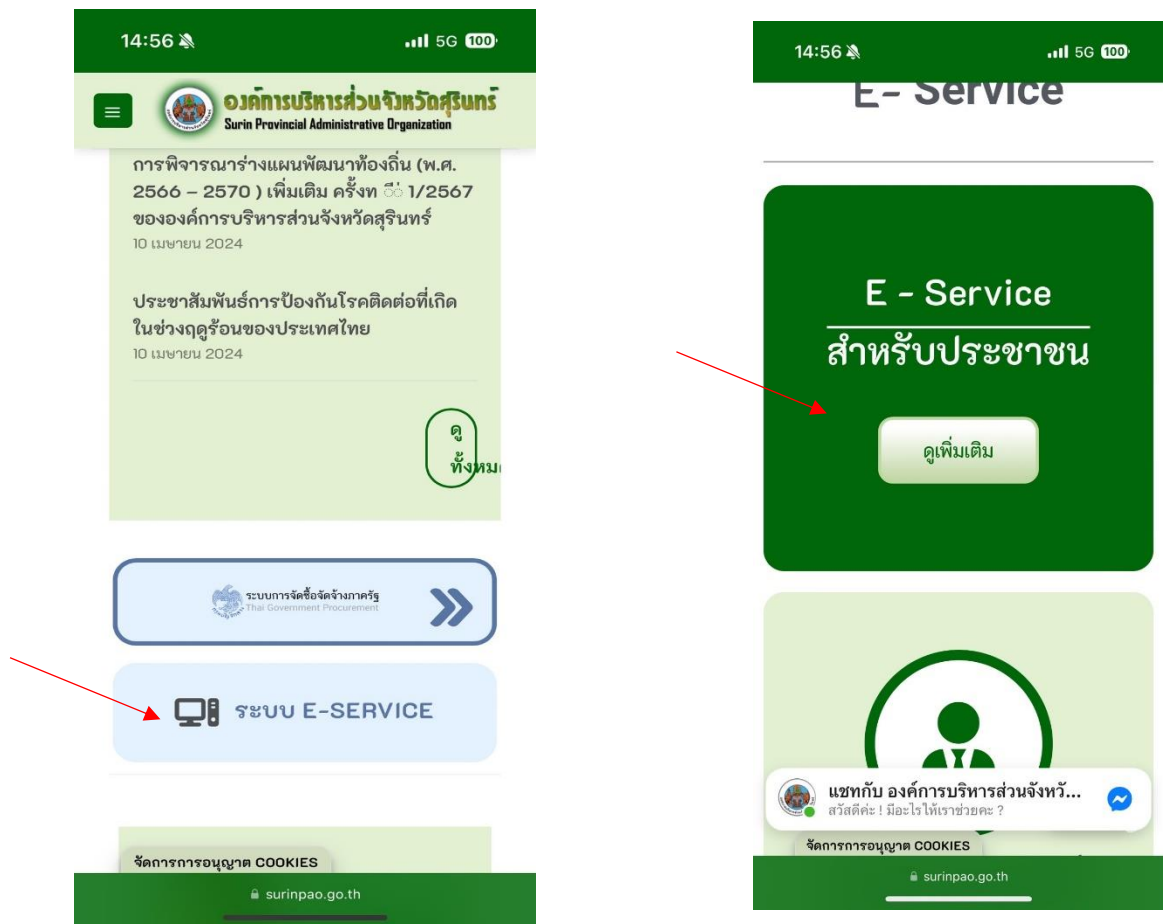 14:56
5G 100
องค์การบริหารส่วนจังหวัดสุรินทร์
Surin Provincial Administrative Organization
การพิจารณาร่างแผนพัฒนาท้องถิ่น (พ.ศ.
2566 – 2570 ) เพิ่มเติม ครั้งท ี่ 1/2567
ขององค์การบริหารส่วนจังหวัดสุรินทร์
10 เมษายน 2024
ประชาสัมพันธ์การป้องกันโรคติดต่อที่เกิด
ในช่วงฤดูร้อนของประเทศไทย
10 เมษายน 2024
ดู
ทั้งหม
ระบบการจัดซื้อจัดจ้างภาครัฐ
Thai Government Procurement
ระบบ E-SERVICE
จัดการการอนุญาต COOKIES
surinpao.go.th
14:56
5G 100
E- Service
E - Service
สำหรับประชาชน
ดูเพิ่มเติม
แชทกับ องค์การบริหารส่วนจังหวั...
สวัสดีค่ะ ! มีอะไรให้เราช่วยคะ ?
จัดการการอนุญาต COOKIES
surinpao.go.th